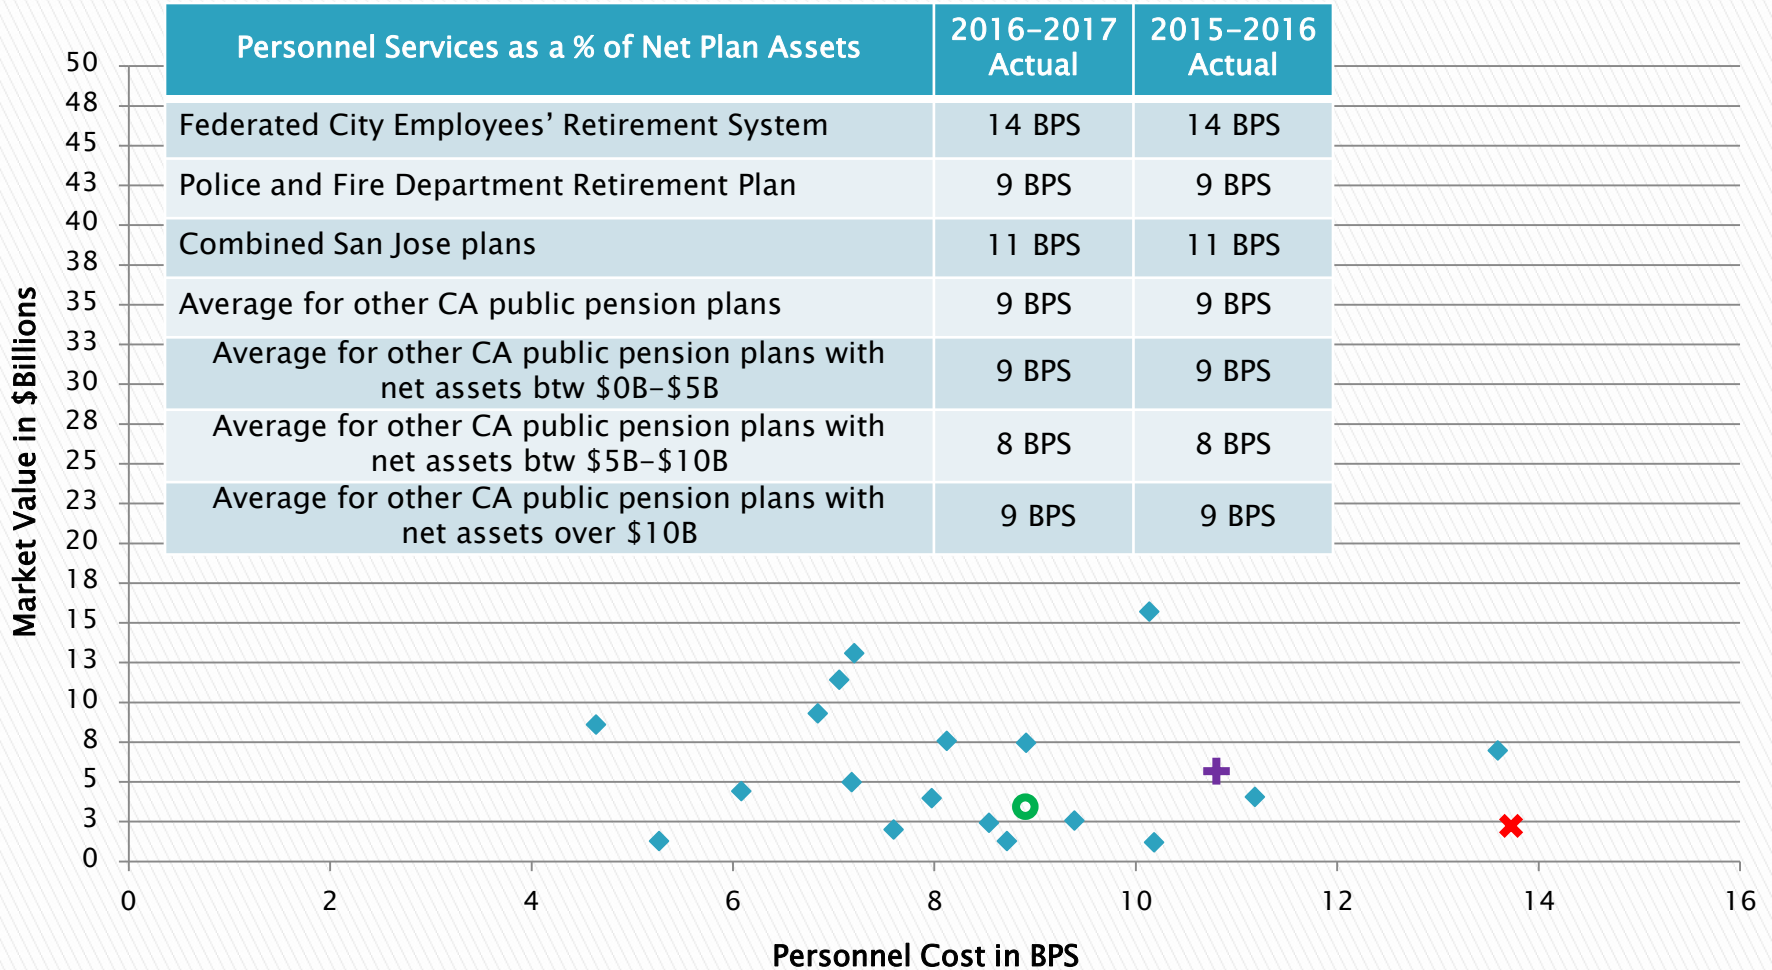 Personnel Services as a % of Net Plan Assets
2016-2017
Actual
2015-2016
Actual
Federated City Employees’ Retirement System
14 BPS
14 BPS
Police and Fire Department Retirement Plan
9 BPS
9 BPS
Combined San Jose plans
11 BPS
11 BPS
Average for other CA public pension plans
9 BPS
9 BPS
Average for other CA public pension plans with
net assets btw $0B-$5B
9 BPS
9 BPS
Average for other CA public pension plans with
net assets btw $5B-$10B
8 BPS
8 BPS
Average for other CA public pension plans with
net assets over $10B
9 BPS
9 BPS
Market Value in $Billions
50
48
45
43
40
38
35
33
30
28
25
23
20
18
15
13
10
8
5
3
0
0
2
4
6
8
10
12
14
16
Personnel Cost in BPS